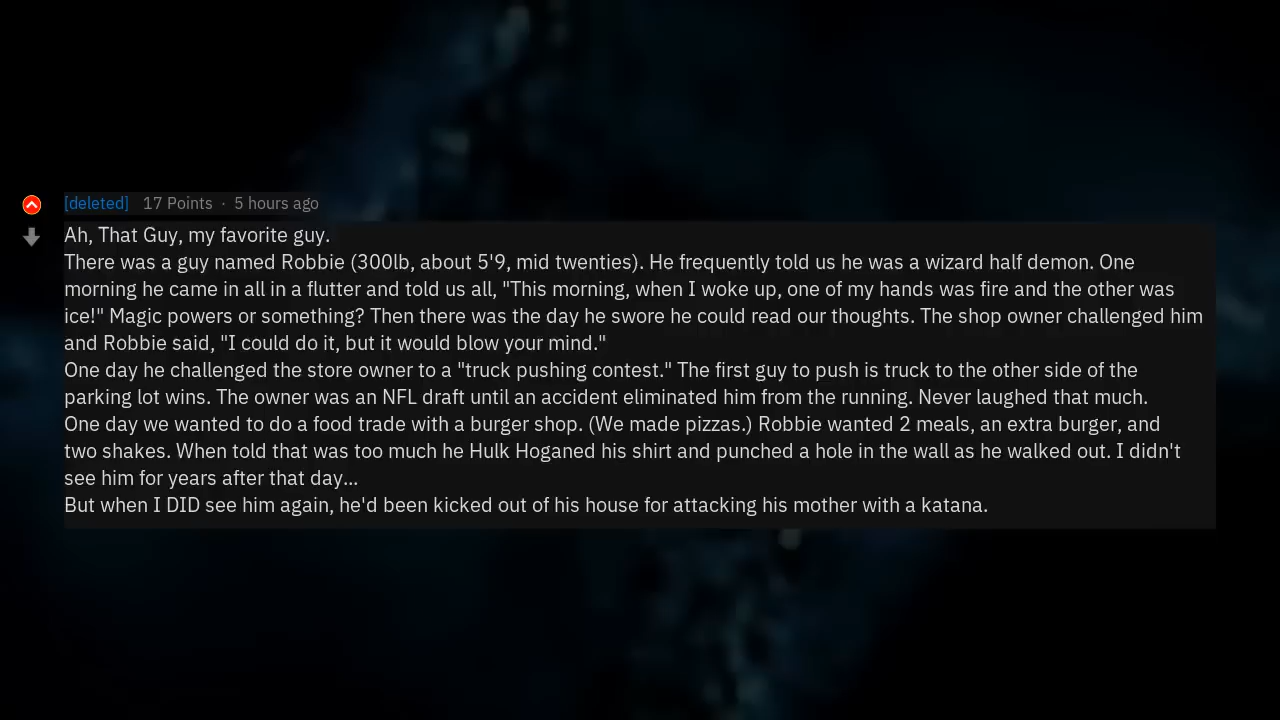 [deleted] 17 Points · 5 hours ago
Ah, That Guy, my favorite guy.
There was a guy named Robbie (300lb, about 5'9, mid twenties). He frequently told us he was a wizard half demon. One
morning he came in all in a flutter and told us all, "This morning, when I woke up, one of my hands was fire and the other was
ice!" Magic powers or something? Then there was the day he swore he could read our thoughts. The shop owner challenged him
and Robbie said, "I could do it, but it would blow your mind."
One day he challenged the store owner to a "truck pushing contest." The first guy to push is truck to the other side of the
parking lot wins. The owner was an NFL draft until an accident eliminated him from the running. Never laughed that much.
One day we wanted to do a food trade with a burger shop. (We made pizzas.) Robbie wanted 2 meals, an extra burger, and
two shakes. When told that was too much he Hulk Hoganed his shirt and punched a hole in the wall as he walked out. I didn't
see him for years after that day...
But when I DID see him again, he'd been kicked out of his house for attacking his mother with a katana.